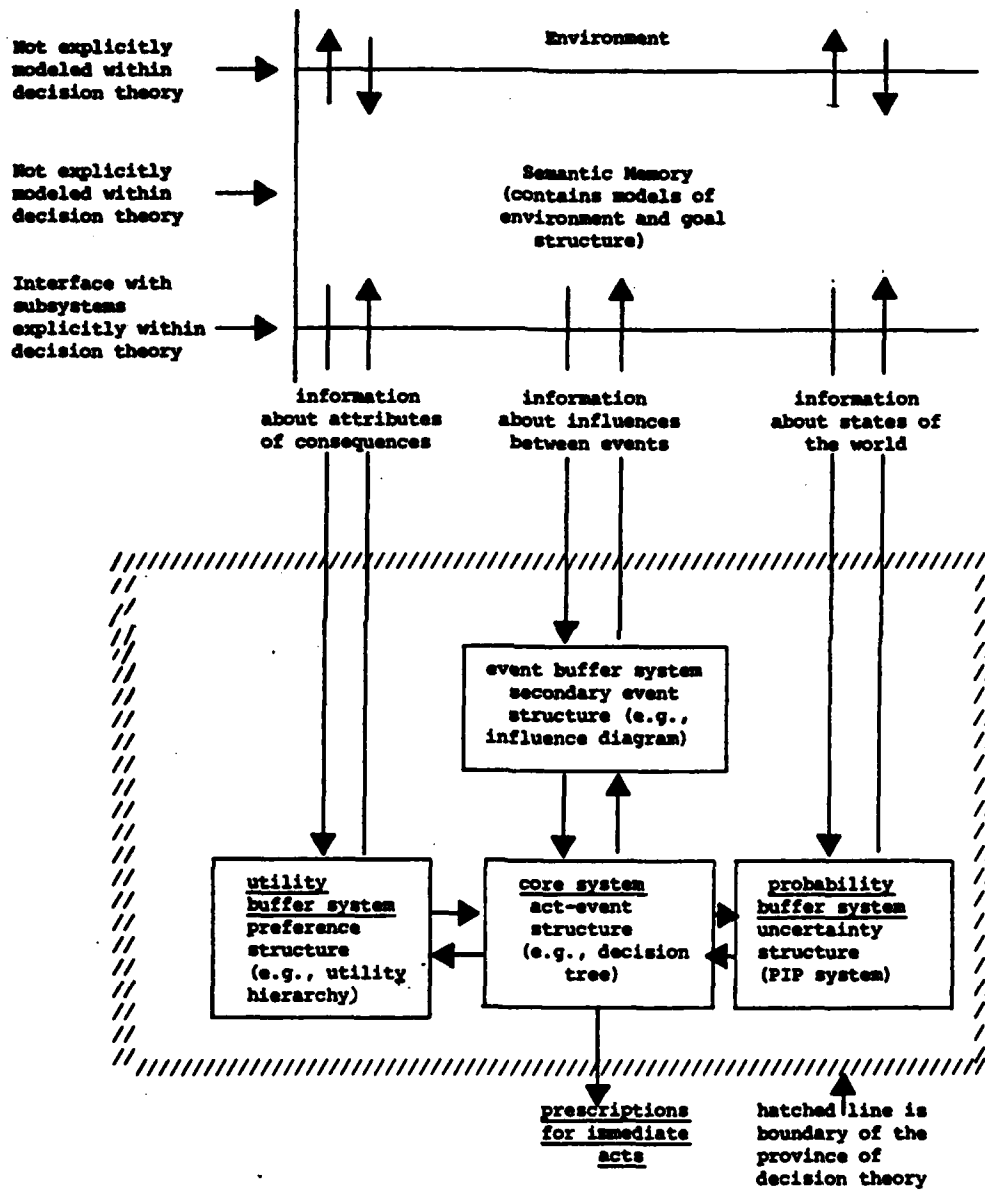 Not explicitly
modeled within
decision theory
Environment
Not explicitly
modeled within
decision theory
Semantic Memory
(contains models of
environment and goal
structure)
Interface with
subsystems
explicitly within
decision theory
information
about attributes
of consequences
information
about influences
between events
information
about states of
the world
event buffer system
secondary event
structure (e.g.,
influence diagram)
utility
buffer system
preference
structure
(e.g., utility
hierarchy)
core system
act-event
structure
(e.g., decision
tree)
probability
buffer system
uncertainty
structure
(PIP system)
prescriptions
for immediate
acts
hatched line is
boundary of the
province of
decision theory